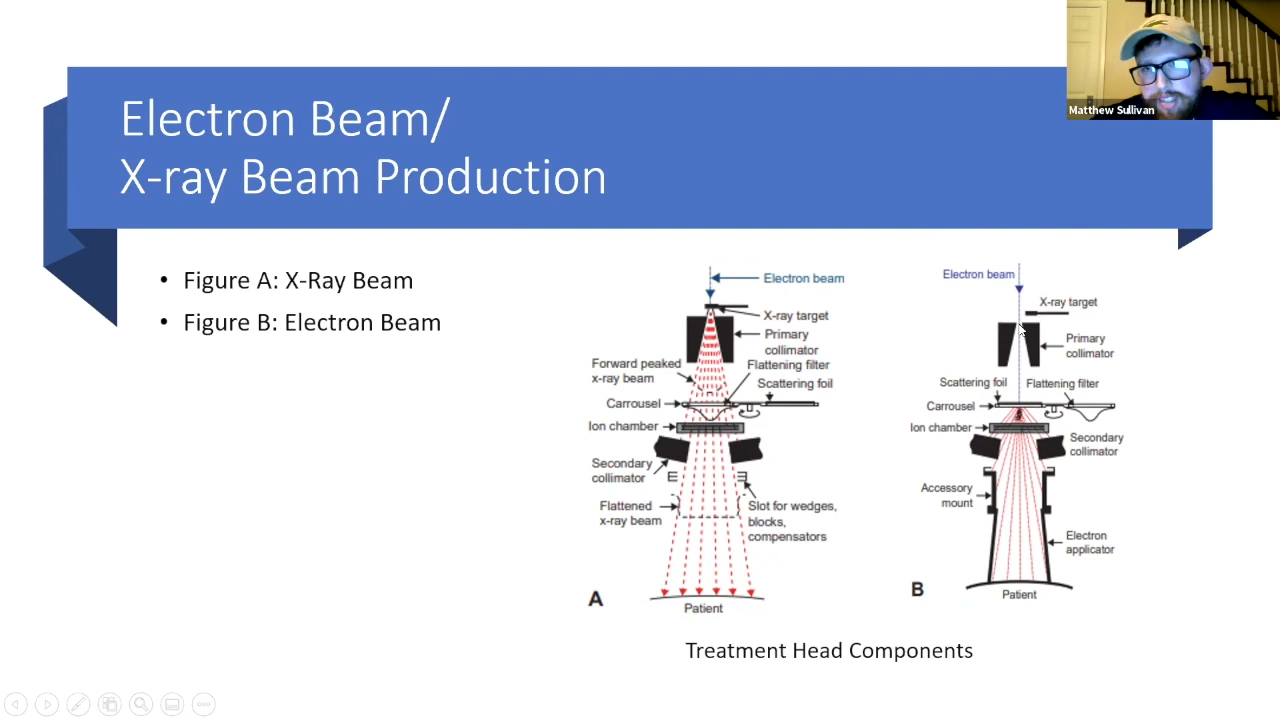 Matthew Sullivan
Electron Beam/
X-ray Beam Production
• Figure A: X-Ray Beam
• Figure B: Electron Beam
Electron beam
X-ray target
Primary
collimator
Forward peaked
x-ray beam
Flattening filter
Scattering foil
Carrousel
Ion chamber
Secondary
collimator
Flattened
x-ray beam
Slot for wedges,
blocks,
compensators
A
Patient
Electron beam
X-ray target
Primary
collimator
Scattering foil
Flattening filter
Carrousel
Ion chamber
Secondary
collimator
Accessory
mount
Electron
applicator
B
Patient
Treatment Head Components